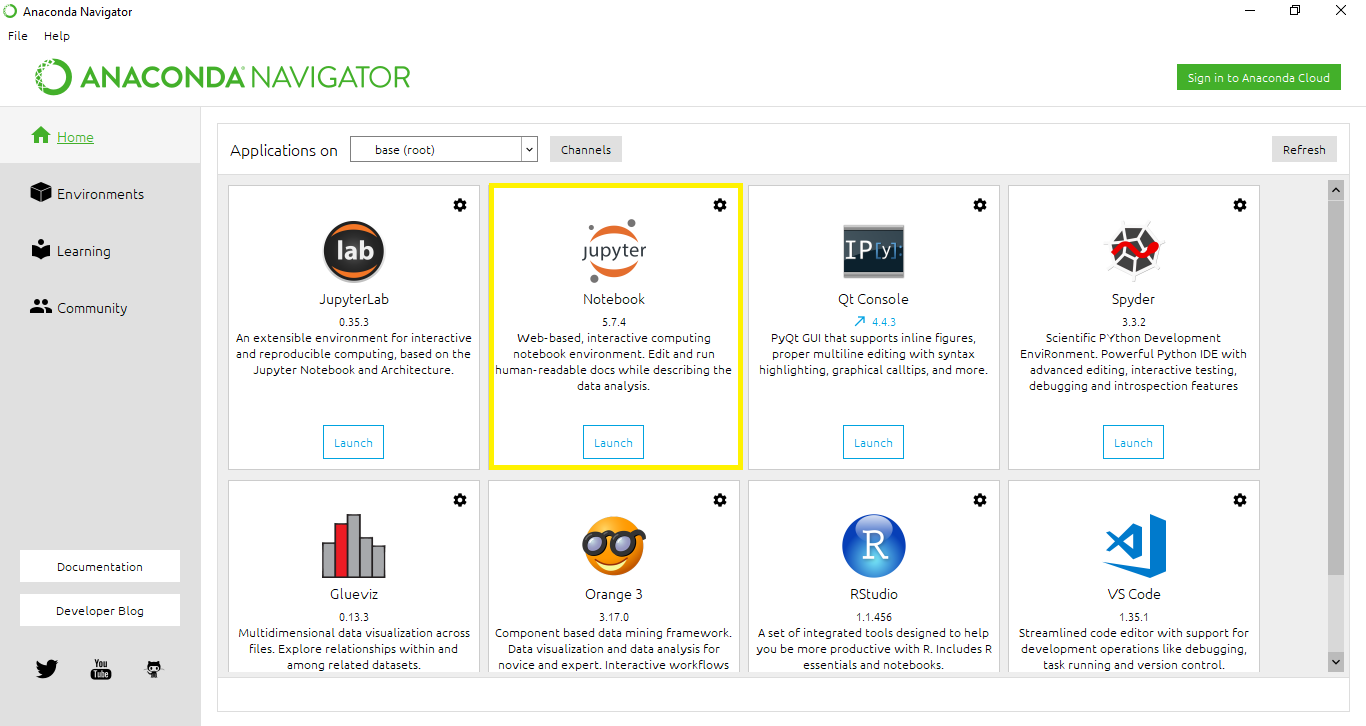 Anaconda Navigator
File Help
ANACONDA NAVIGATOR
Sign in to Anaconda Cloud
Home
Environments
Learning
Community
Documentation
Developer Blog
You
Tube
Applications on
base (root)
Channels
Refresh
lab
JupyterLab
0.35.3
An extensible environment for interactive
and reproducible computing, based on the
Jupyter Notebook and Architecture.
Launch
jupyter
Notebook
5.7.4
Web-based, interactive computing
notebook environment. Edit and run
human-readable docs while describing the
data analysis.
Launch
IP[y]:
Qt Console
4.4.3
PyQt GUI that supports inline figures,
proper multiline editing with syntax
highlighting, graphical calltips, and more.
Launch
Spyder
3.3.2
Scientific PYthon Development
EnviRonment. Powerful Python IDE with
advanced editing, interactive testing,
debugging and introspection features
Launch
Glueviz
0.13.3
Multidimensional data visualization across
files. Explore relationships within and
among related datasets.
Orange 3
3.17.0
Component based data mining framework.
Data visualization and data analysis for
novice and expert. Interactive workflows
R
RStudio
1.1.456
A set of integrated tools designed to help
you be more productive with R. Includes R
essentials and notebooks.
VS Code
1.35.1
Streamlined code editor with support for
development operations like debugging,
task running and version control.